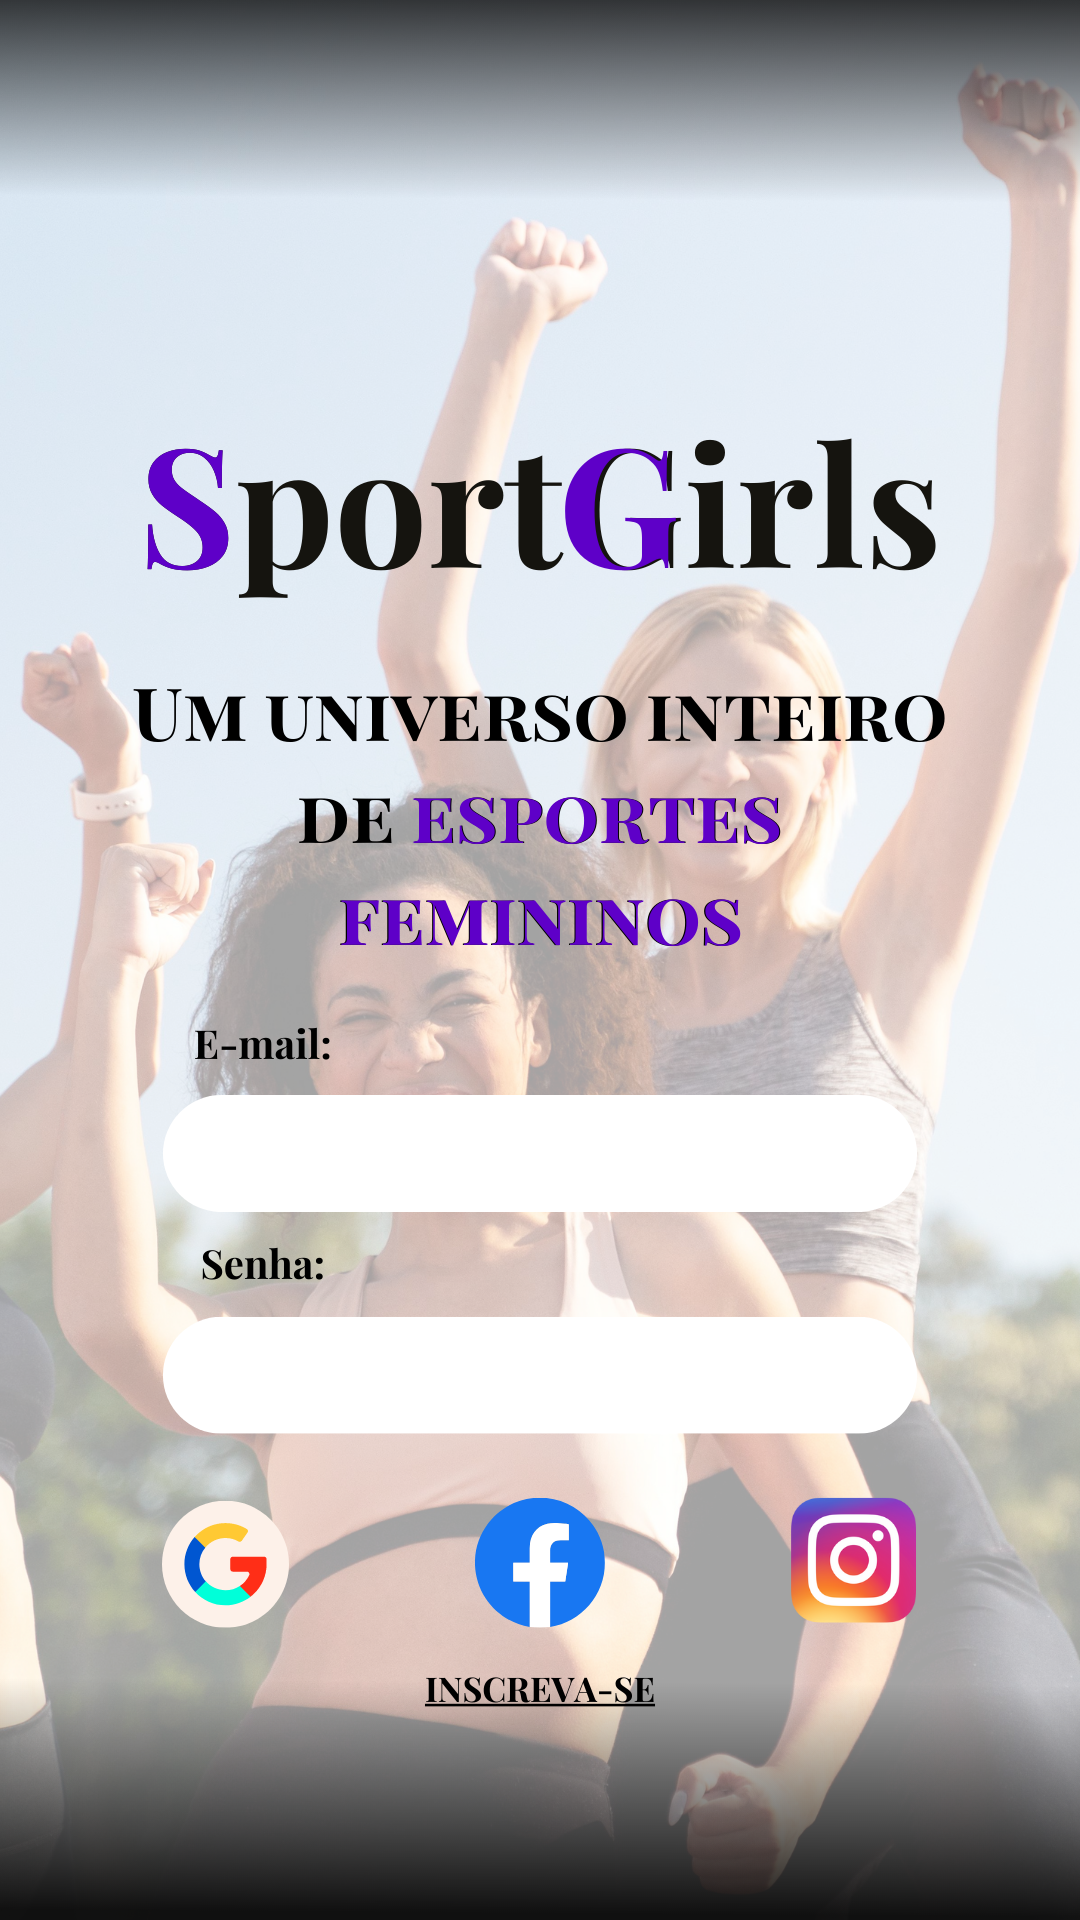 SportGirls
Um universo inteiro
de esportes
femininos
E-mail:
Senha:
INSCREVA-SE